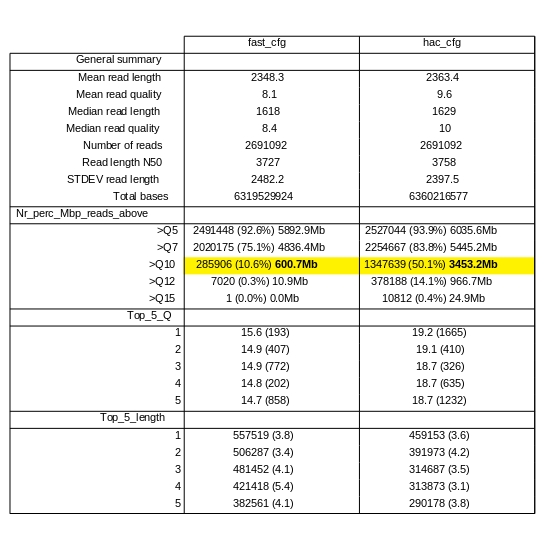 fast_cfg hac_cfg
General summary
Mean read length 2348.3 2363.4
Mean read quality 8.1 9.6
Median read length 1618 1629
Median read quality 8.4 10
Number of reads 2691092 2691092
Read length N50 3727 3758
STDEV read length 2482.2 2397.5
Total bases 6319529924 6360216577
Nr_perc_Mbp_reads_above
>Q5 2491448 (92.6%) 5892.9Mb 2527044 (93.9%) 6035.6Mb
>Q7 2020175 (75.1%) 4836.4Mb 2254667 (83.8%) 5445.2Mb
>Q10 285906 (10.6%) 600.7Mb 1347639 (50.1%) 3453.2Mb
>Q12 7020 (0.3%) 10.9Mb 378188 (14.1%) 966.7Mb
>Q15 1 (0.0%) 0.0Mb 10812 (0.4%) 24.9Mb
Top_5_Q
1 15.6 (193) 19.2 (1665)
2 14.9 (407) 19.1 (410)
3 14.9 (772) 18.7 (326)
4 14.8 (202) 18.7 (635)
5 14.7 (858) 18.7 (1232)
Top_5_length
1 557519 (3.8) 459153 (3.6)
2 506287 (3.4) 391973 (4.2)
3 481452 (4.1) 314687 (3.5)
4 421418 (5.4) 313873 (3.1)
5 382561 (4.1) 290178 (3.8)